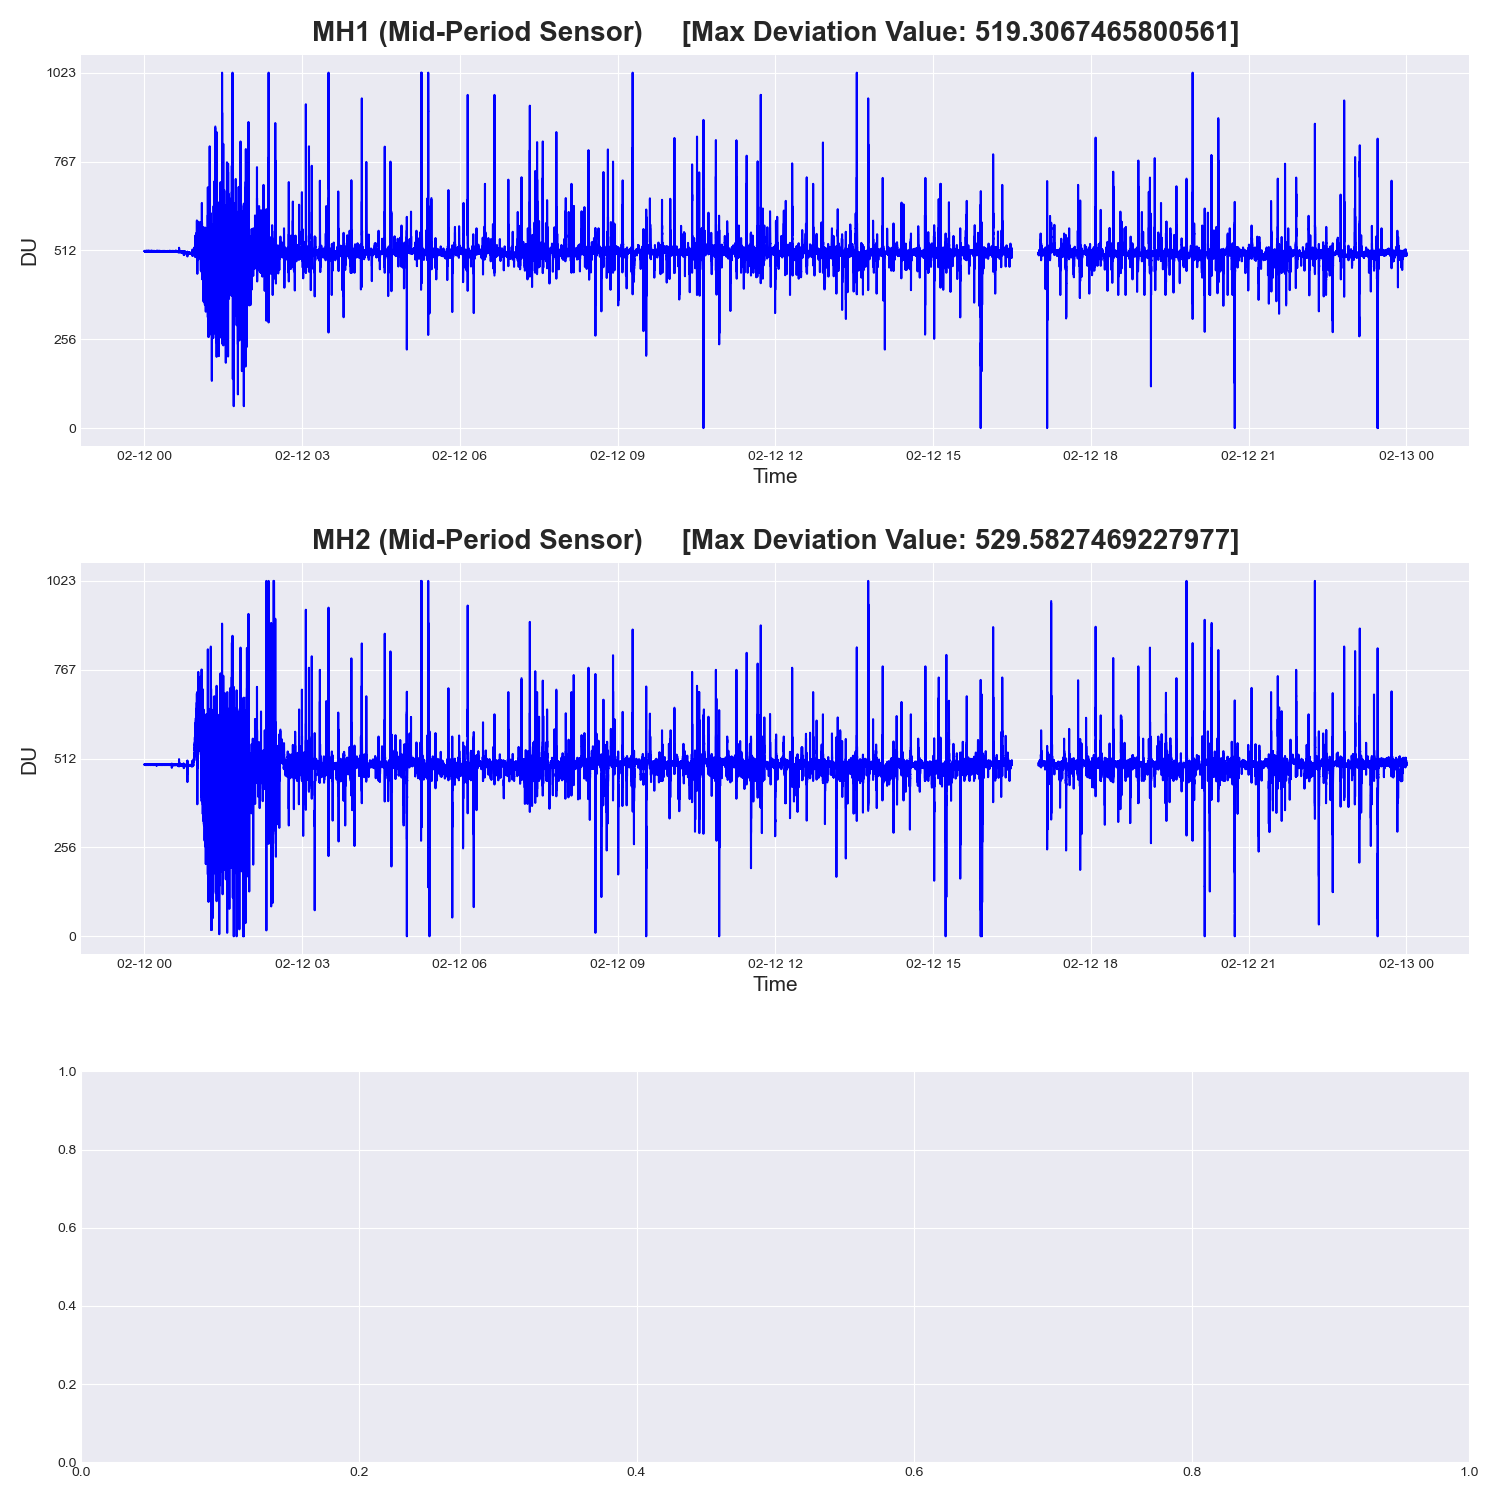 MH1 (Mid-Period Sensor) [Max Deviation Value: 519.3067465800561]
1023
767
512
256
0
DU
02-12 00 02-12 03 02-12 06 02-12 09 02-12 12 02-12 15 02-12 18 02-12 21 02-13 00
Time
MH2 (Mid-Period Sensor) [Max Deviation Value: 529.5827469227977]
1023
767
512
256
0
DU
02-12 00 02-12 03 02-12 06 02-12 09 02-12 12 02-12 15 02-12 18 02-12 21 02-13 00
Time
1.0
0.8
0.6
0.4
0.2
0.0
0.0 0.2 0.4 0.6 0.8 1.0